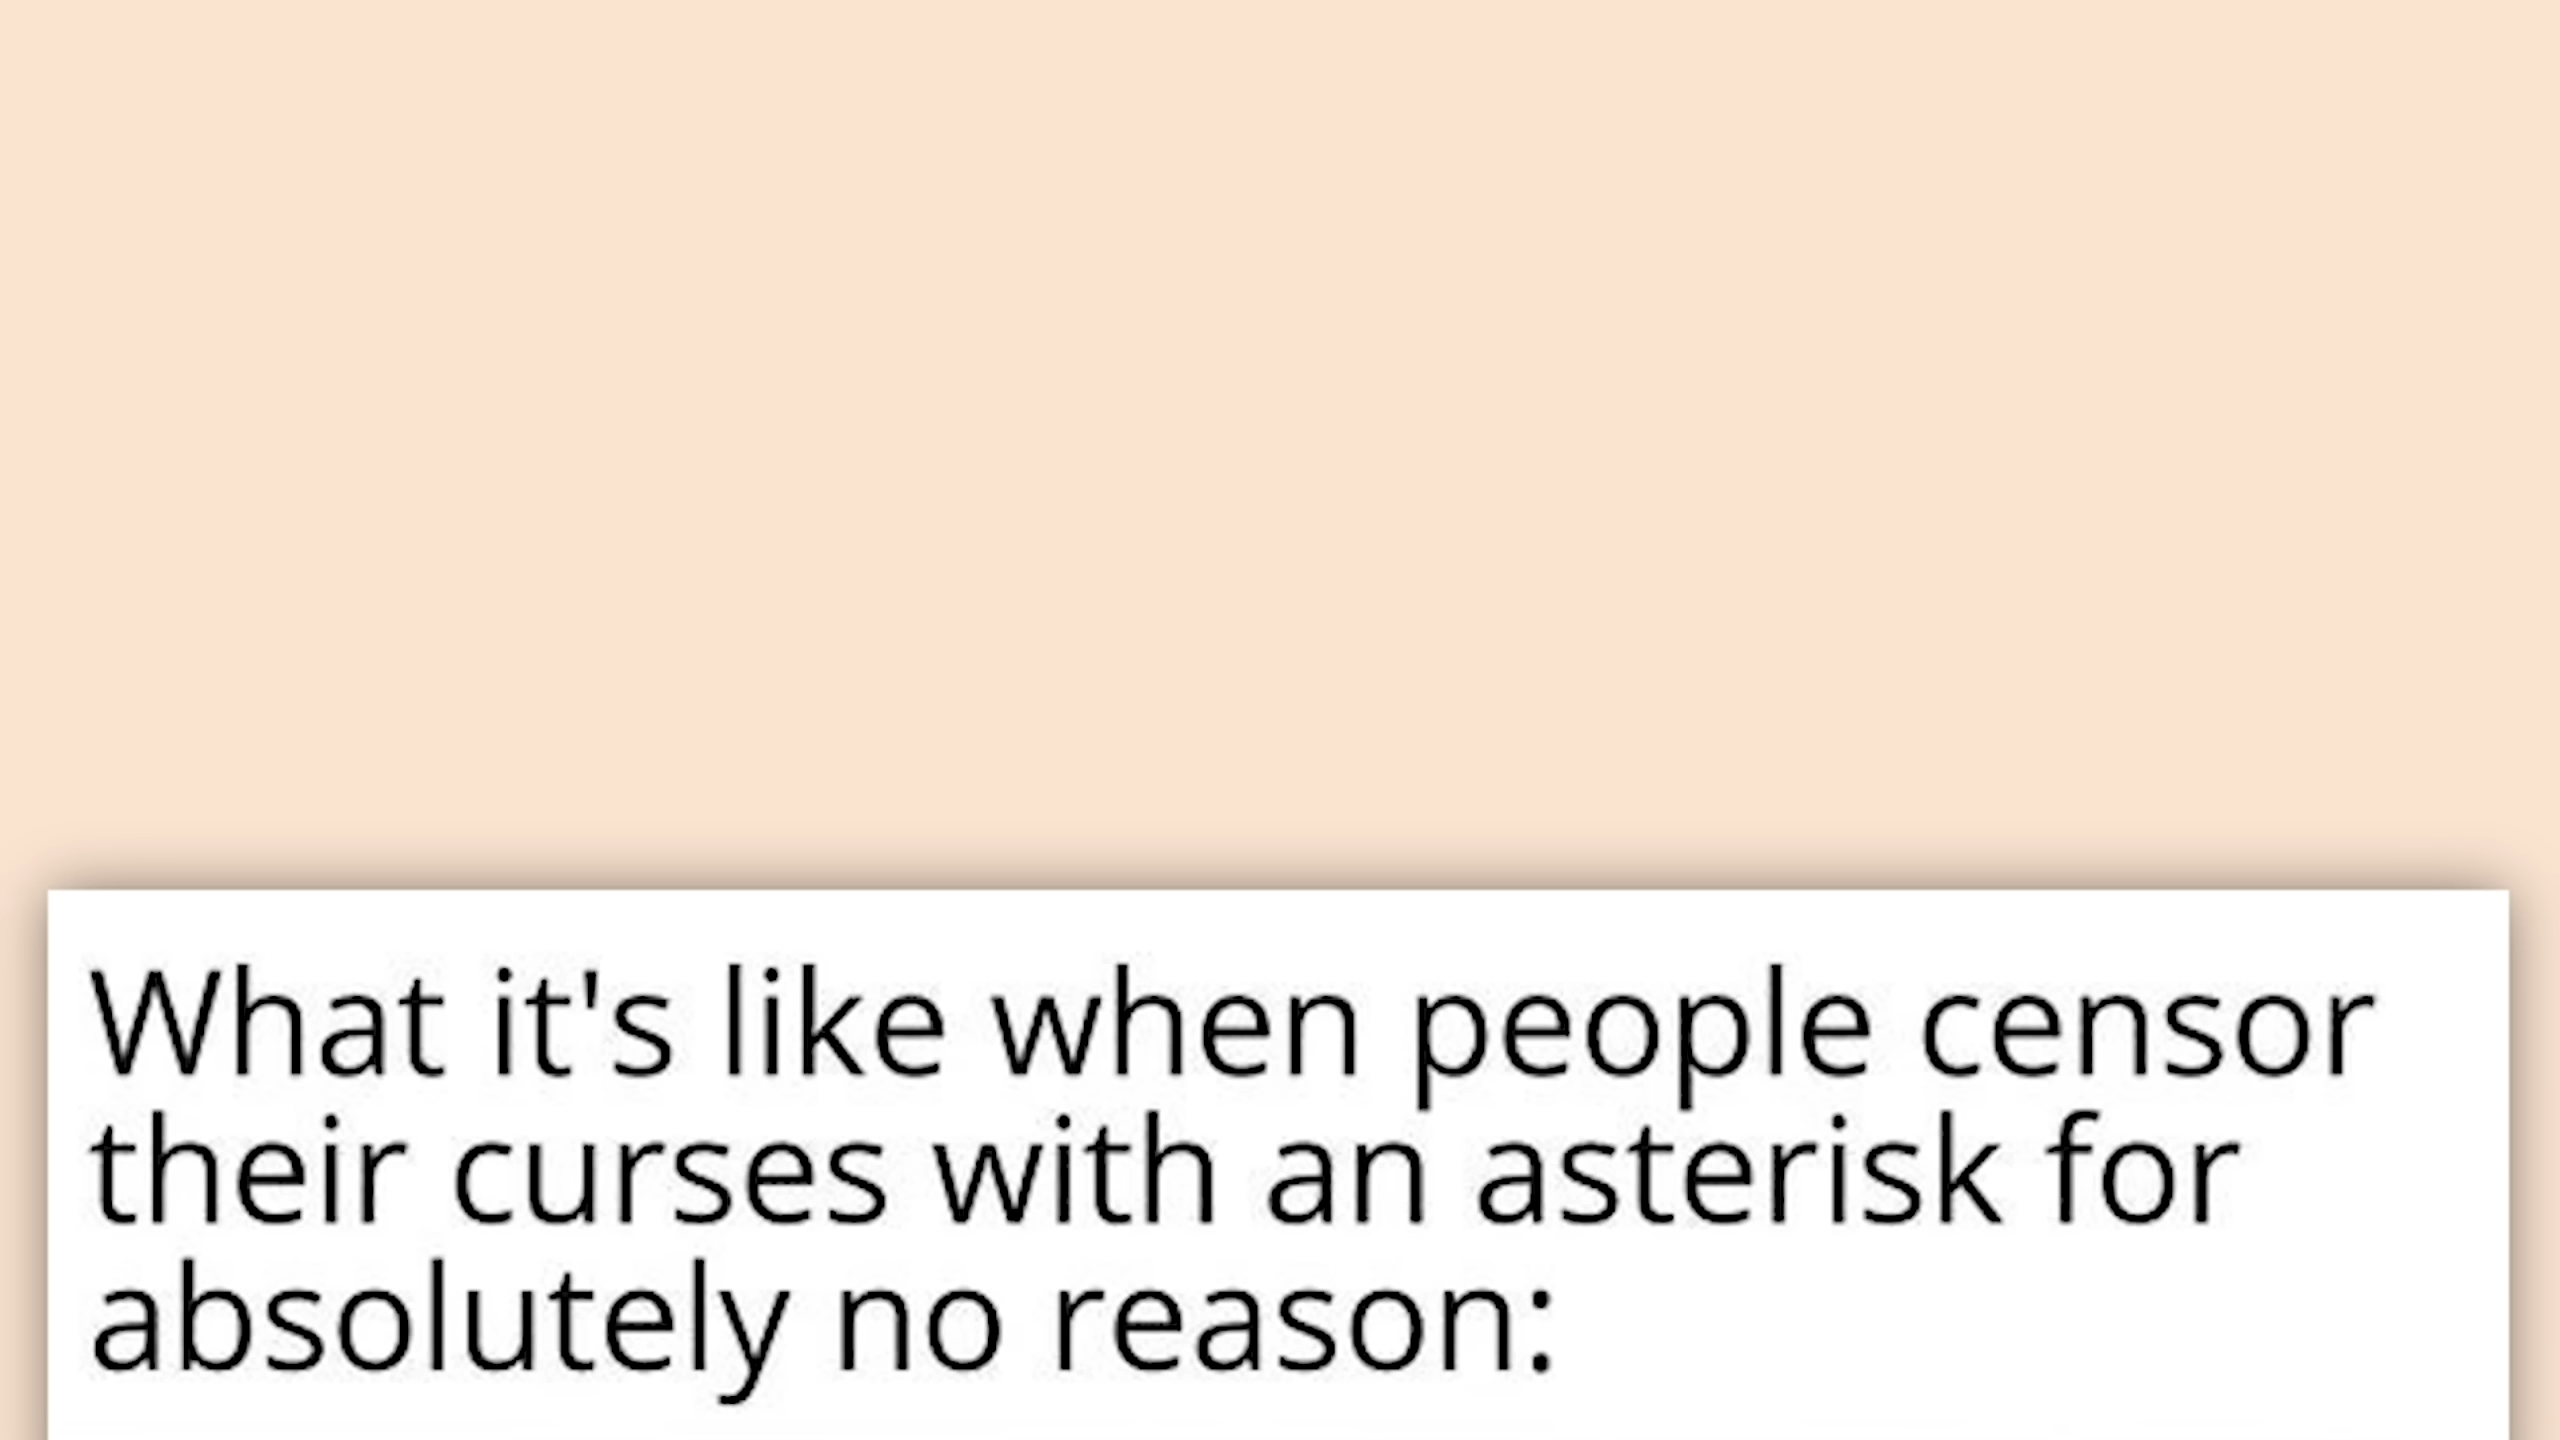 What it's like when people censor
their curses with an asterisk for
absolutely no reason: